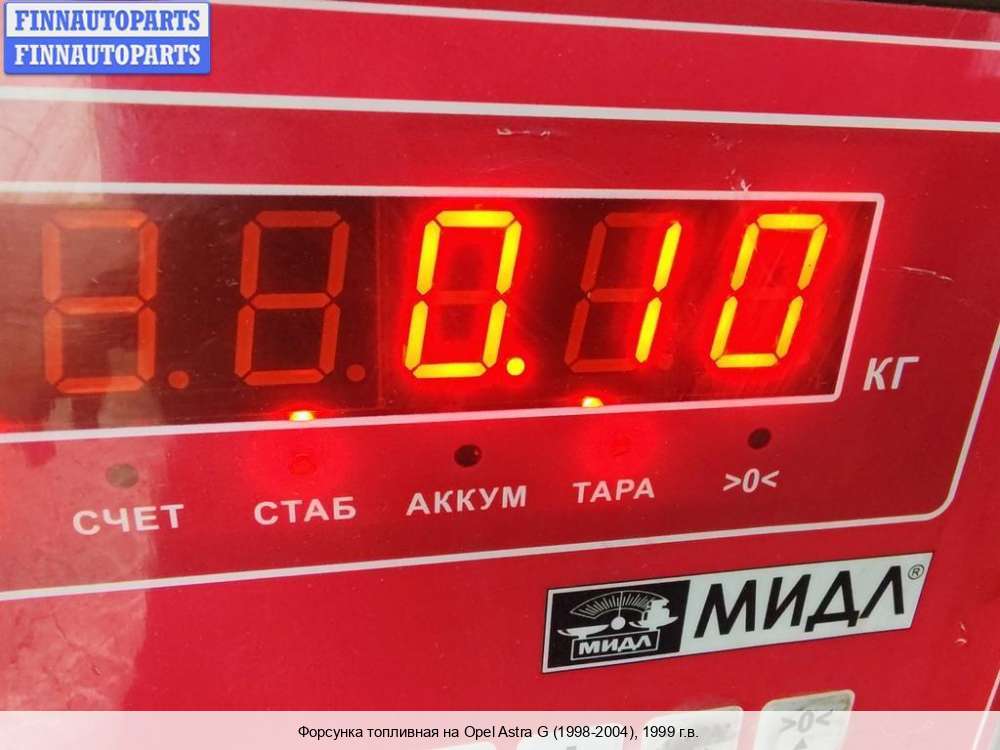 FINNAUTOPARTS
FINNAUTOPARTS
0.10
КГ
СЧЕТ СТАБ АККУМ ТАРА >0<
МИДЛ МИДЛ®
>0<
Форсунка топливная на Opel Astra G (1998-2004), 1999 г.в.